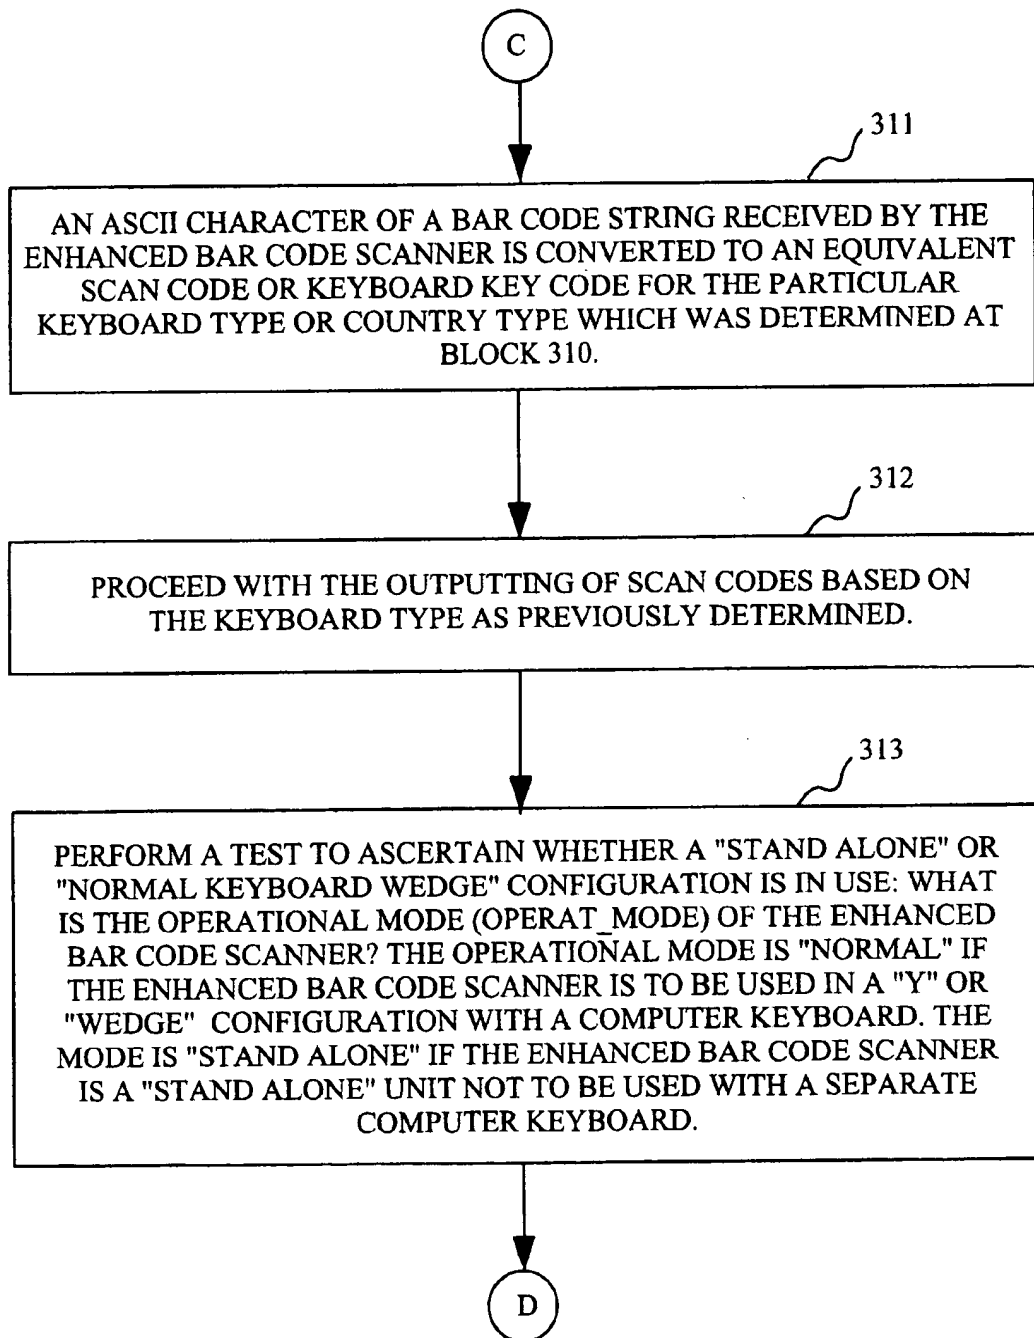 C
311
AN ASCII CHARACTER OF A BAR CODE STRING RECEIVED BY THE
ENHANCED BAR CODE SCANNER IS CONVERTED TO AN EQUIVALENT
SCAN CODE OR KEYBOARD KEY CODE FOR THE PARTICULAR
KEYBOARD TYPE OR COUNTRY TYPE WHICH WAS DETERMINED AT
BLOCK 310.
312
PROCEED WITH THE OUTPUTTING OF SCAN CODES BASED ON
THE KEYBOARD TYPE AS PREVIOUSLY DETERMINED.
313
PERFORM A TEST TO ASCERTAIN WHETHER A "STAND ALONE" OR
"NORMAL KEYBOARD WEDGE" CONFIGURATION IS IN USE: WHAT
IS THE OPERATIONAL MODE (OPERAT_MODE) OF THE ENHANCED
BAR CODE SCANNER? THE OPERATIONAL MODE IS "NORMAL" IF
THE ENHANCED BAR CODE SCANNER IS TO BE USED IN A "Y" OR
"WEDGE" CONFIGURATION WITH A COMPUTER KEYBOARD. THE
MODE IS "STAND ALONE" IF THE ENHANCED BAR CODE SCANNER
IS A "STAND ALONE" UNIT NOT TO BE USED WITH A SEPARATE
COMPUTER KEYBOARD.
D